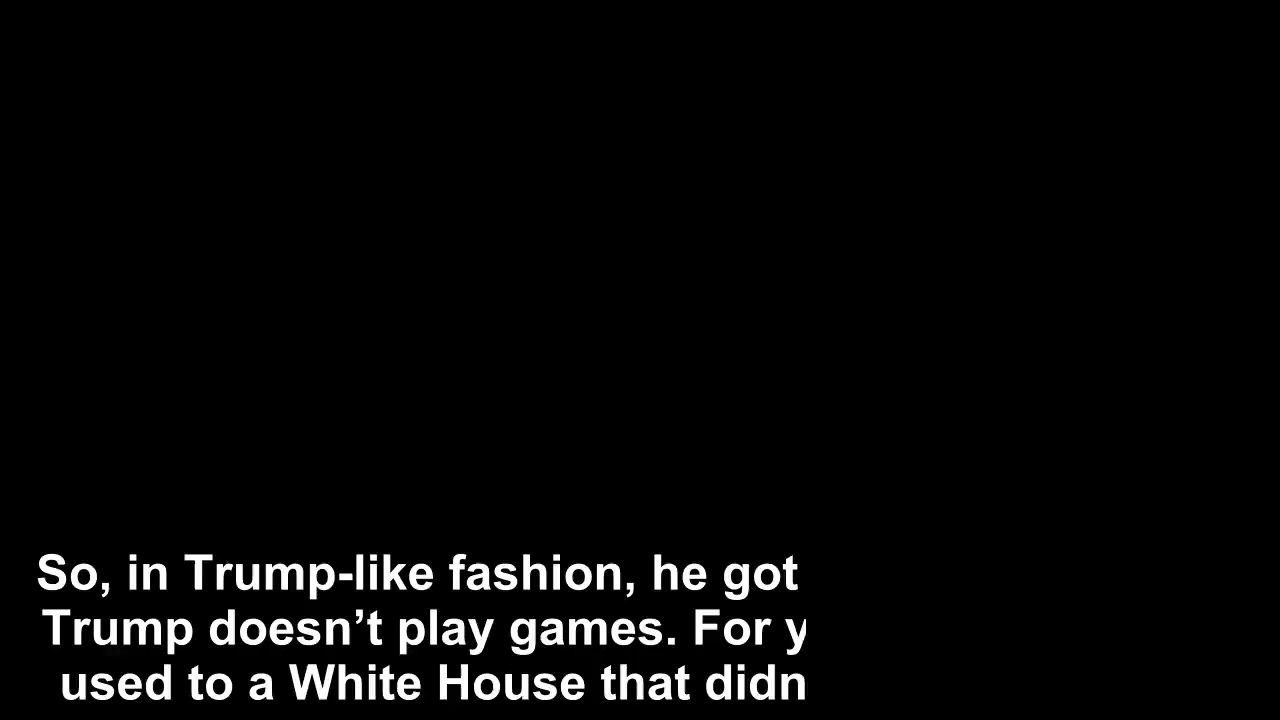 So, in Trump-like fashion, he got
Trump doesn’t play games. For y
used to a White House that didn